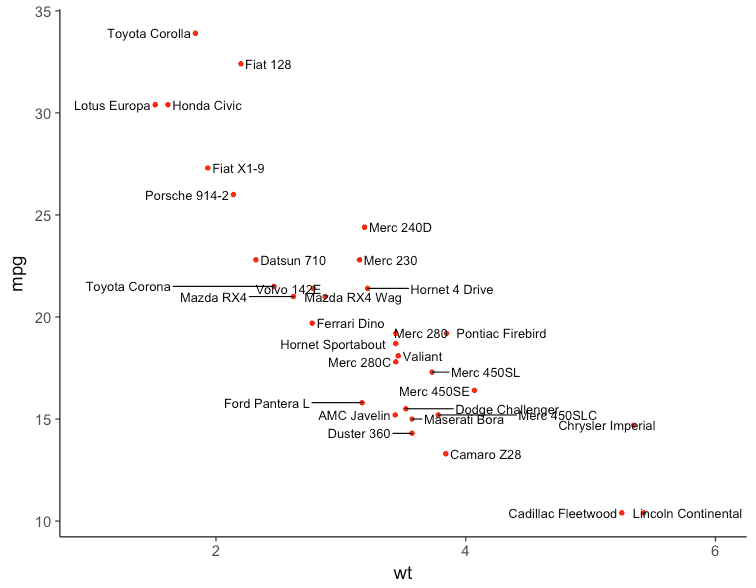 35
Toyota Corolla
Fiat 128
30
Lotus Europa
Honda Civic
Fiat X1-9
Porsche 914-2
25
Merc 240D
Datsun 710
Merc 230
mpg
Toyota Corona
Volvo 142E
Hornet 4 Drive
Mazda RX4
Mazda RX4 Wag
20
Ferrari Dino
Merc 280
Pontiac Firebird
Hornet Sportabout
Valiant
Merc 280C
Merc 450SL
Merc 450SE
Ford Pantera L
Dodge Challenger
15
AMC Javelin
Maserati Bora
Merc 450SLC
Chrysler Imperial
Duster 360
Camaro Z28
Cadillac Fleetwood
Lincoln Continental
10
2
4
6
wt